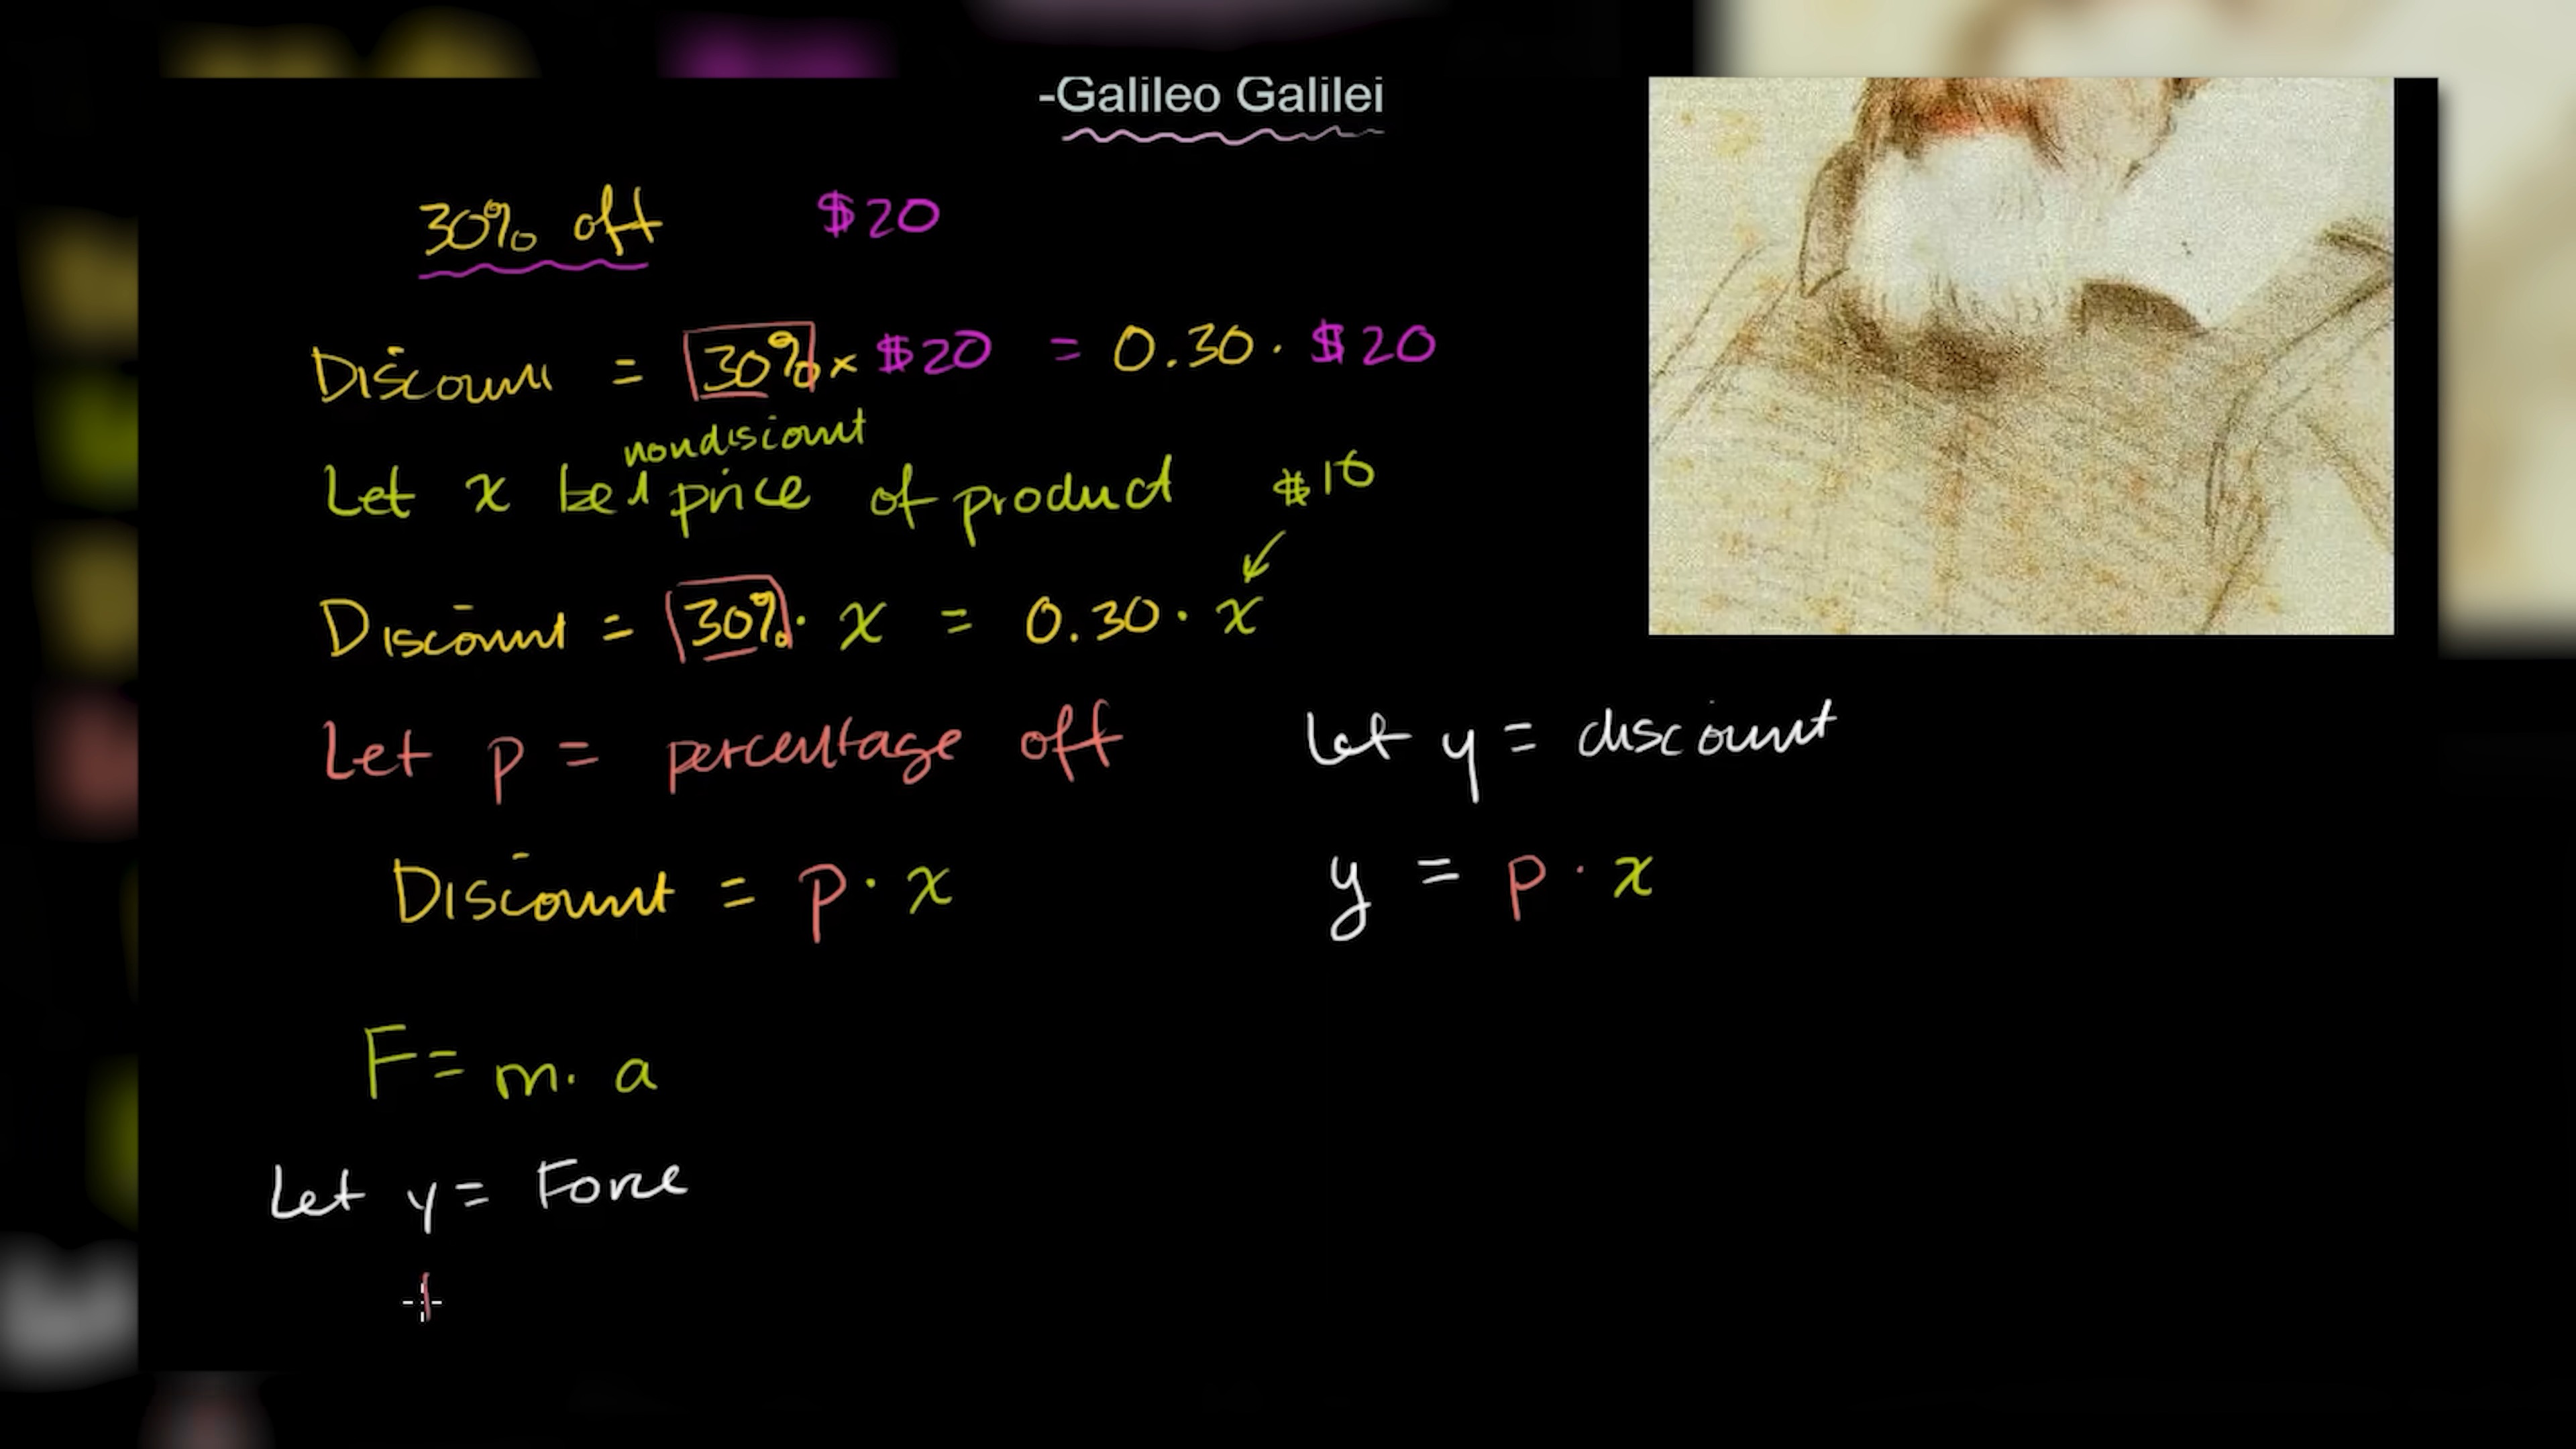 -Galileo Galilei
30% off $20
Discount = 30% × $20 = 0.30 · $20
nondiscount
Let x be price of product $10
Discount = 30% · x = 0.30 · x
Let p = percentage off Let y = discount
Discount = p · x y = p · x
F = m · a
Let y = Force